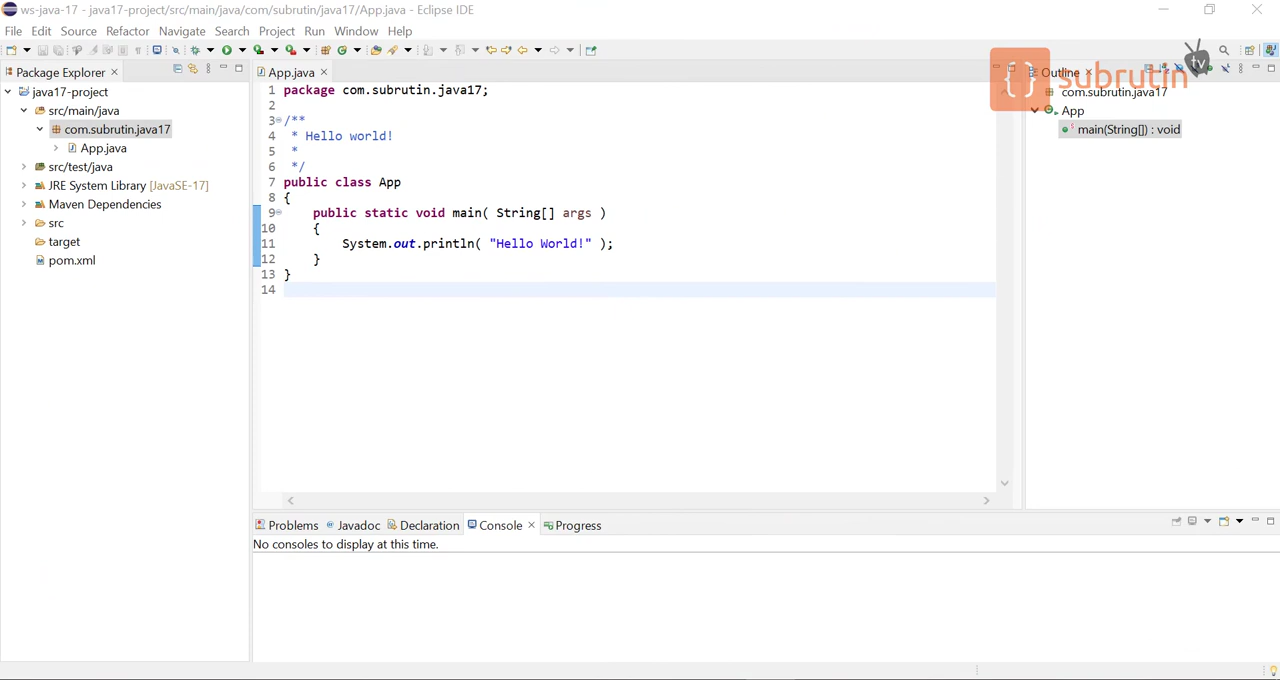 ws-java-17 - java17-project/src/main/java/com/subrutin/java17/App.java - Eclipse IDE
File Edit Source Refactor Navigate Search Project Run Window Help
Package Explorer
java17-project
src/main/java
com.subrutin.java17
App.java
src/test/java
JRE System Library [JavaSE-17]
Maven Dependencies
src
target
pom.xml
App.java
1 package com.subrutin.java17;
2
3 /**
4 * Hello world!
5 *
6 */
7 public class App
8 {
9 public static void main( String[] args )
10 {
11 System.out.println( "Hello World!" );
12 }
13 }
14
Outline
com.subrutin.java17
App
main(String[]) : void
{} subrutin tv
Problems Javadoc Declaration Console Progress
No consoles to display at this time.